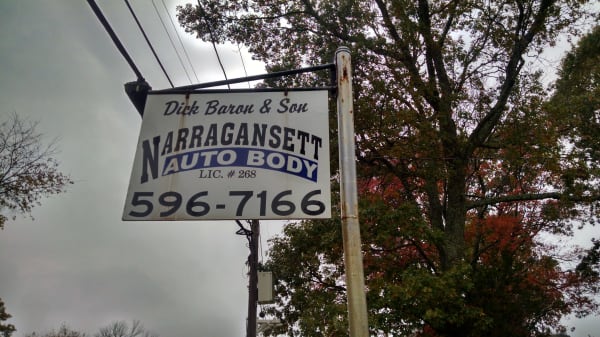 Dick Baron & Son
NARRAGANSETT
AUTO BODY
LIC. # 268
596-7166